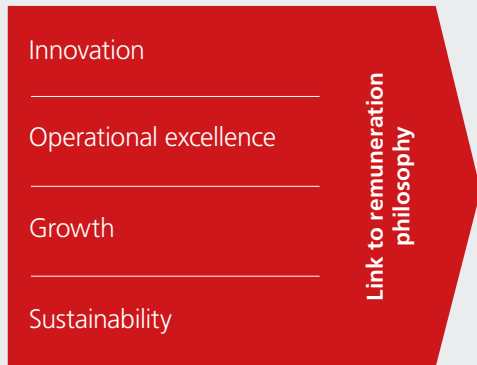 Innovation
Operational excellence
Growth
Sustainability
Link to remuneration
philosophy